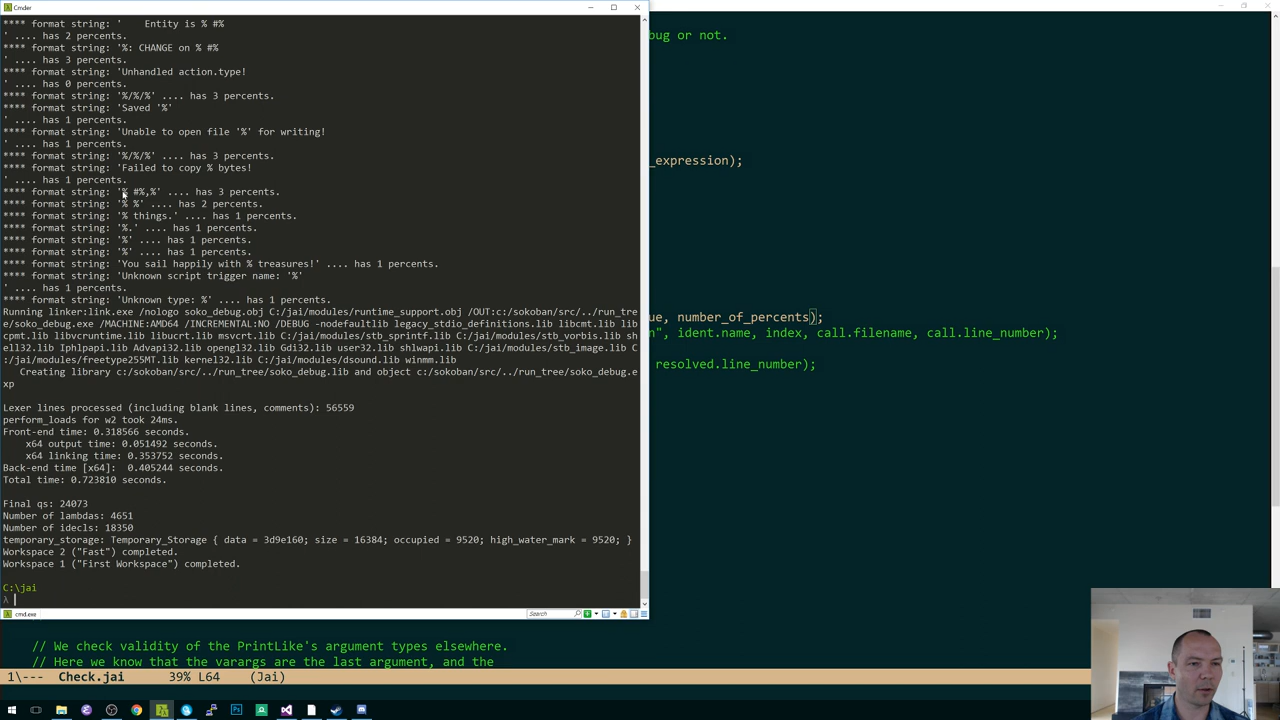 Cmder
**** format string: '    Entity is % #%
' .... has 2 percents.
**** format string: '%: CHANGE on % #%
' .... has 3 percents.
**** format string: 'Unhandled action.type!
' .... has 0 percents.
**** format string: '%/%/%' .... has 3 percents.
**** format string: 'Saved '%'
' .... has 1 percents.
**** format string: 'Unable to open file '%' for writing!
' .... has 1 percents.
**** format string: '%/%/%' .... has 3 percents.
**** format string: 'Failed to copy % bytes!
' .... has 1 percents.
**** format string: '% #%,%' .... has 3 percents.
**** format string: '% %' .... has 2 percents.
**** format string: '% things.' .... has 1 percents.
**** format string: '%.' .... has 1 percents.
**** format string: '%' .... has 1 percents.
**** format string: '%' .... has 1 percents.
**** format string: 'You sail happily with % treasures!' .... has 1 percents.
**** format string: 'Unknown script trigger name: '%'
' .... has 1 percents.
**** format string: 'Unknown type: %' .... has 1 percents.
Running linker:link.exe /nologo soko_debug.obj C:/jai/modules/runtime_support.obj /OUT:c:/sokoban/src/../run_tre
e/soko_debug.exe /MACHINE:AMD64 /INCREMENTAL:NO /DEBUG -nodefaultlib legacy_stdio_definitions.lib libcmt.lib lib
cpmt.lib libvcruntime.lib libucrt.lib msvcrt.lib C:/jai/modules/stb_sprintf.lib C:/jai/modules/stb_vorbis.lib sh
ell32.lib Iphlpapi.lib Advapi32.lib opengl32.lib Gdi32.lib user32.lib shlwapi.lib C:/jai/modules/stb_image.lib C
:/jai/modules/freetype255MT.lib kernel32.lib C:/jai/modules/dsound.lib winmm.lib
   Creating library c:/sokoban/src/../run_tree/soko_debug.lib and object c:/sokoban/src/../run_tree/soko_debug.e
xp
Lexer lines processed (including blank lines, comments): 56559
perform_loads for w2 took 24ms.
Front-end time: 0.318566 seconds.
    x64 output time: 0.051492 seconds.
    x64 linking time: 0.353752 seconds.
Back-end time [x64]:  0.405244 seconds.
Total time: 0.723810 seconds.
Final qs: 24073
Number of lambdas: 4651
Number of idecls: 18350
temporary_storage: Temporary_Storage { data = 3d9e160; size = 16384; occupied = 9520; high_water_mark = 9520; }
Workspace 2 ("Fast") completed.
Workspace 1 ("First Workspace") completed.
C:\jai
λ
cmd.exe
Search
bug or not.
_expression);
ue, number_of_percents);
n", ident.name, index, call.filename, call.line_number);
resolved.line_number);
// We check validity of the PrintLike's argument types elsewhere.
// Here we know that the varargs are the last argument, and the
1\---  Check.jai      39% L64    (Jai)